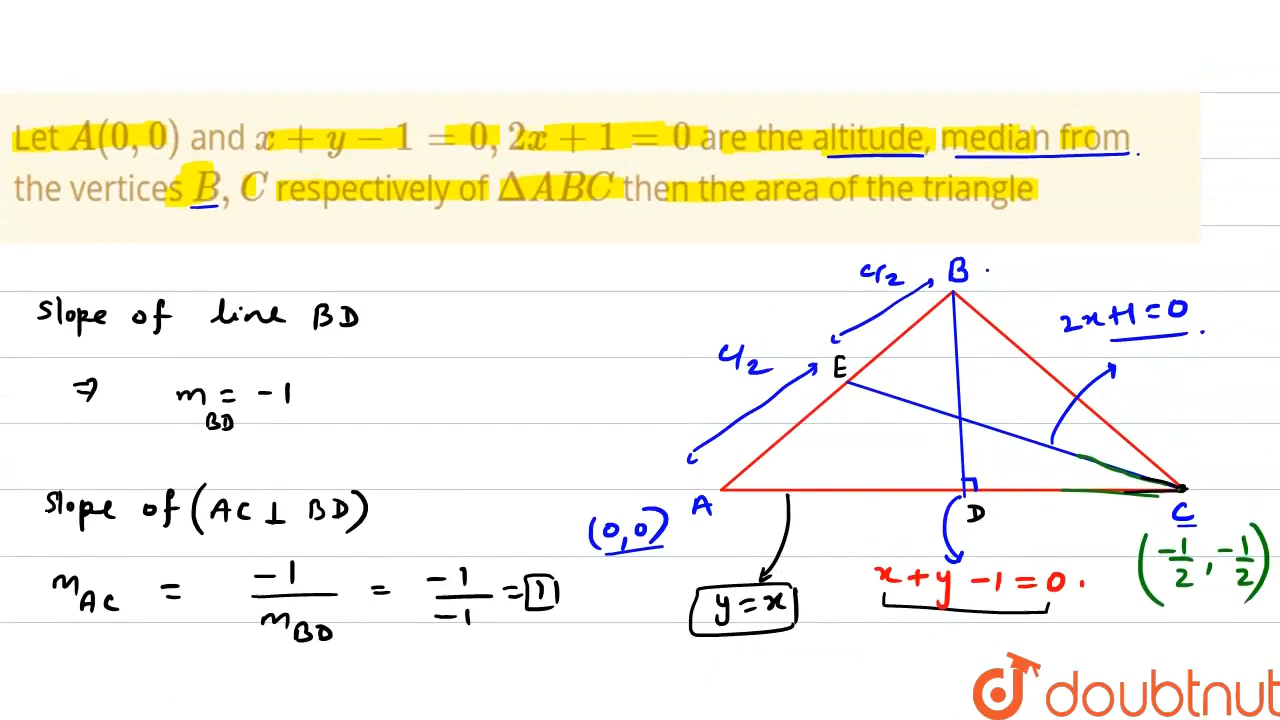 Let A(0, 0) and x + y − 1 = 0, 2x + 1 = 0 are the altitude, median from
the vertices B, C respectively of ΔABC then the area of the triangle
c/2
B
slope of line BD
2x+1=0
c/2
E
⇒ m_BD = -1
A
D
C
slope of (AC ⊥ BD)
(0,0)
(-1/2, -1/2)
x+y-1=0
m_AC = -1/m_BD = -1/-1 = 1
y=x
doubtnut